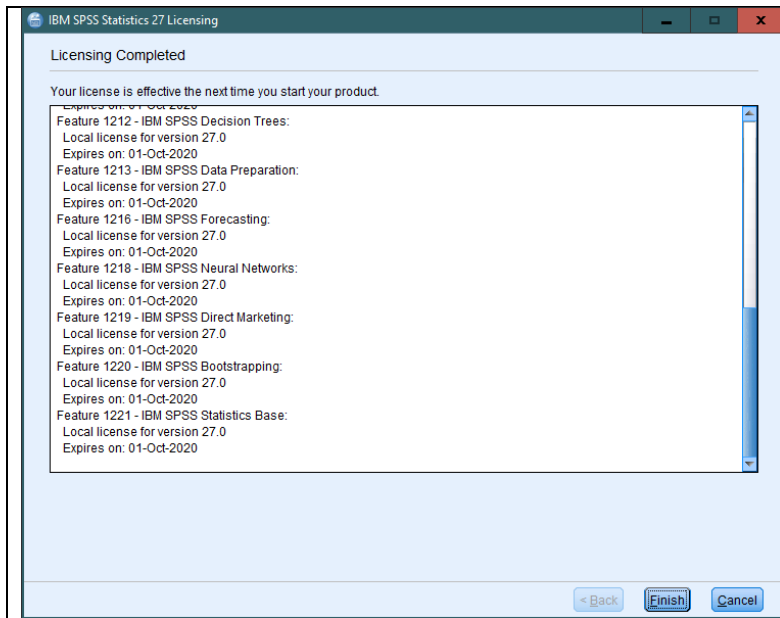 IBM SPSS Statistics 27 Licensing
Licensing Completed
Your license is effective the next time you start your product.
Expires on: 01-Oct-2020
Feature 1212 - IBM SPSS Decision Trees:
Local license for version 27.0
Expires on: 01-Oct-2020
Feature 1213 - IBM SPSS Data Preparation:
Local license for version 27.0
Expires on: 01-Oct-2020
Feature 1216 - IBM SPSS Forecasting:
Local license for version 27.0
Expires on: 01-Oct-2020
Feature 1218 - IBM SPSS Neural Networks:
Local license for version 27.0
Expires on: 01-Oct-2020
Feature 1219 - IBM SPSS Direct Marketing:
Local license for version 27.0
Expires on: 01-Oct-2020
Feature 1220 - IBM SPSS Bootstrapping:
Local license for version 27.0
Expires on: 01-Oct-2020
Feature 1221 - IBM SPSS Statistics Base:
Local license for version 27.0
Expires on: 01-Oct-2020
< Back Finish Cancel